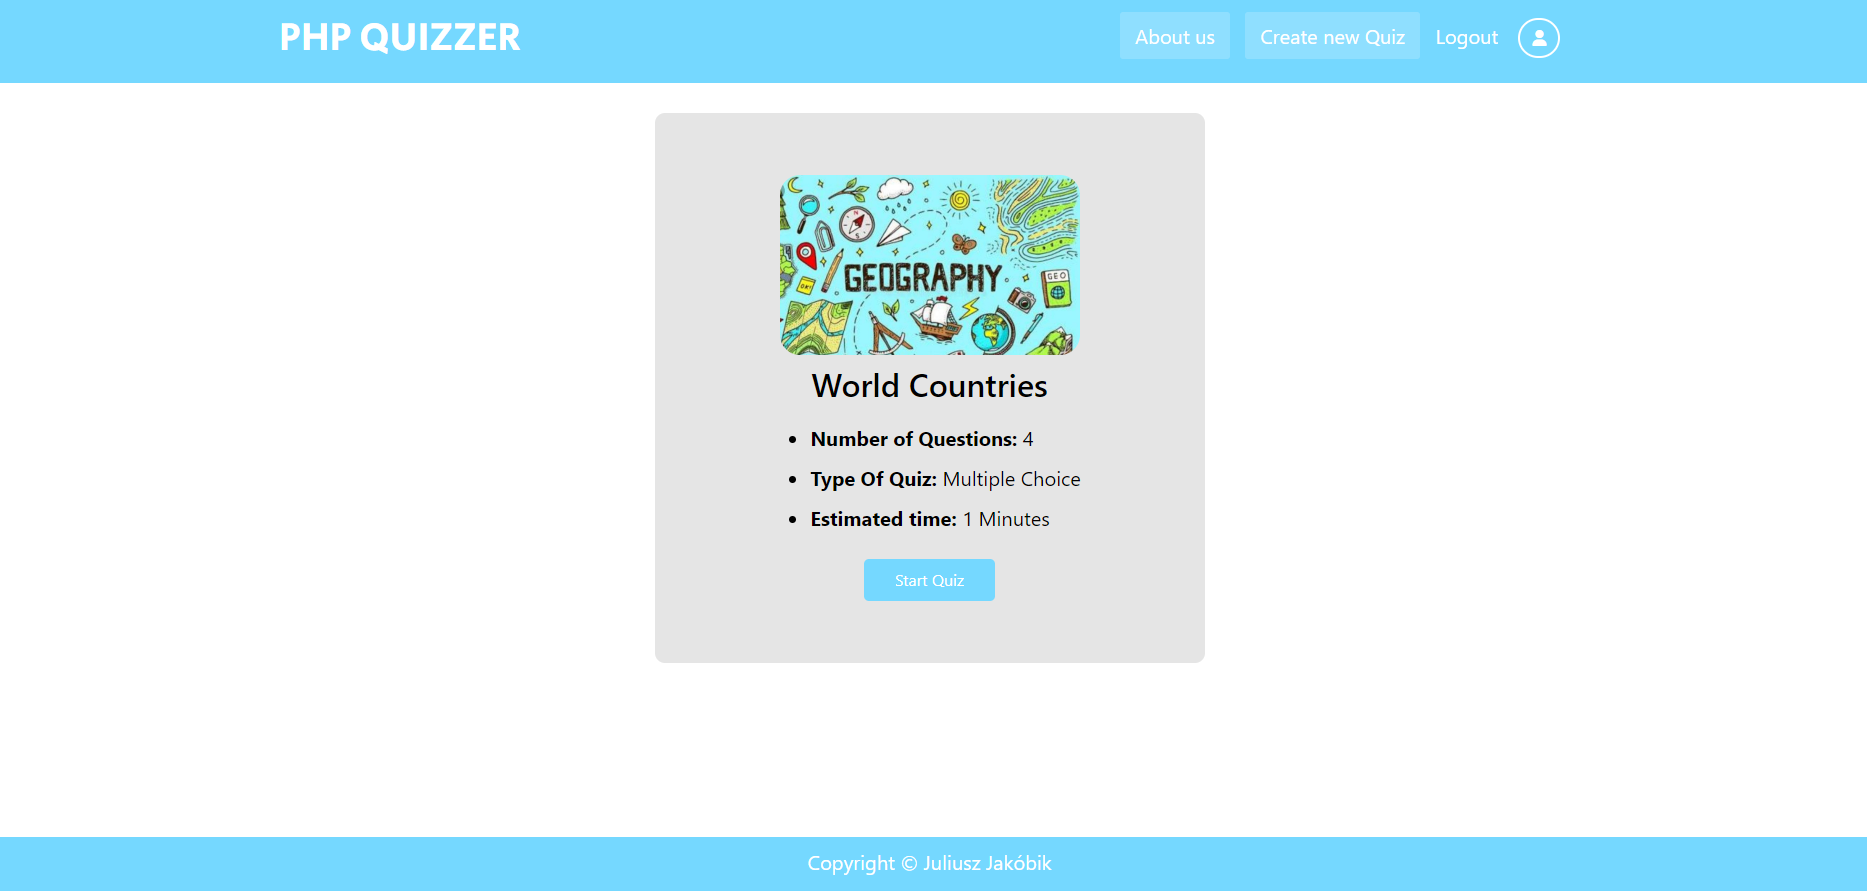 PHP QUIZZER
About us
Create new Quiz
Logout
N
S
GEOGRAPHY
GEO
OK!
World Countries
Number of Questions: 4
Type Of Quiz: Multiple Choice
Estimated time: 1 Minutes
Start Quiz
Copyright © Juliusz Jakóbik